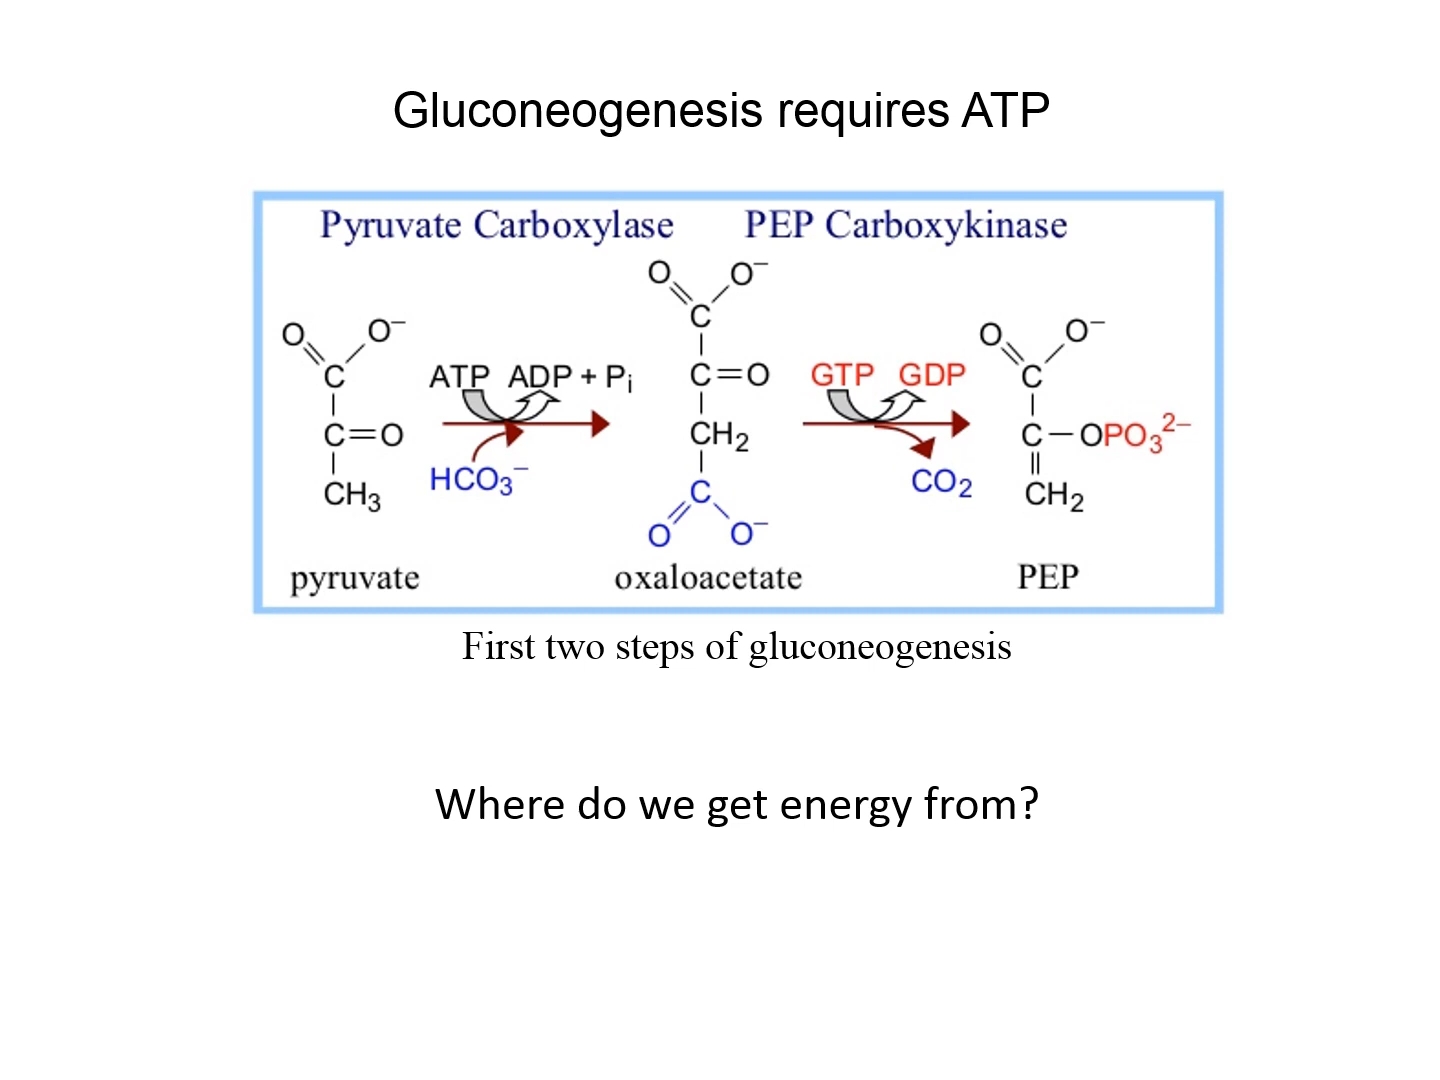 Gluconeogenesis requires ATP
Pyruvate Carboxylase PEP Carboxykinase
O O⁻
O O⁻ O O⁻
C
C ATP ADP + Pᵢ C=O GTP GDP C
C=O CH₂ C–OPO₃²⁻
HCO₃⁻ CO₂
CH₃ C CH₂
O O⁻
pyruvate oxaloacetate PEP
First two steps of gluconeogenesis
Where do we get energy from?